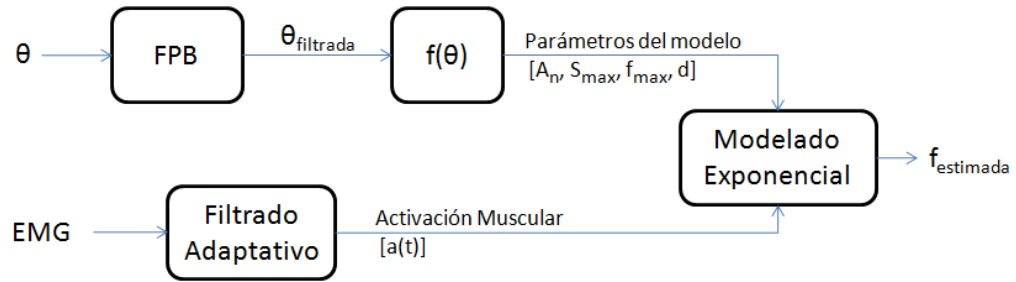 θ
FPB
θfiltrada
f(θ)
Parámetros del modelo
[An, Smax, fmax, d]
Modelado
Exponencial
festimada
EMG
Filtrado
Adaptativo
Activación Muscular
[a(t)]